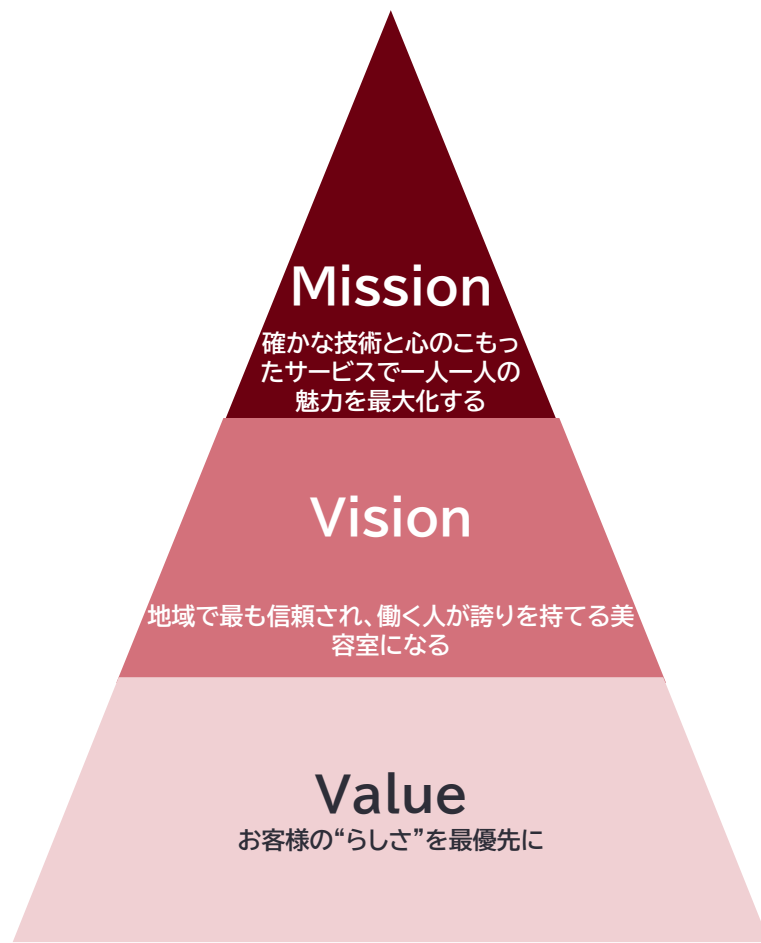 Mission
確かな技術と心のこもっ
たサービスで一人一人の
魅力を最大化する
Vision
地域で最も信頼され、働く人が誇りを持てる美
容室になる
Value
お客様の“らしさ”を最優先に